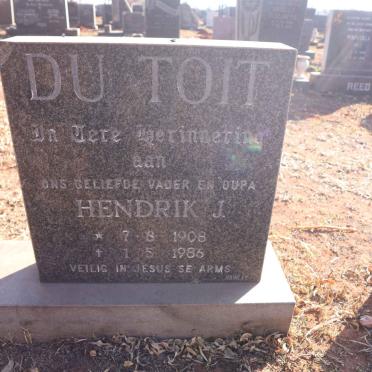 DU TOIT
In Tere Herinnering
aan
ONS GELIEFDE VADER EN OUPA
HENDRIK J.
* 7·8·1908
+ 1·5·1986
VEILIG IN JESUS SE ARMS
REED